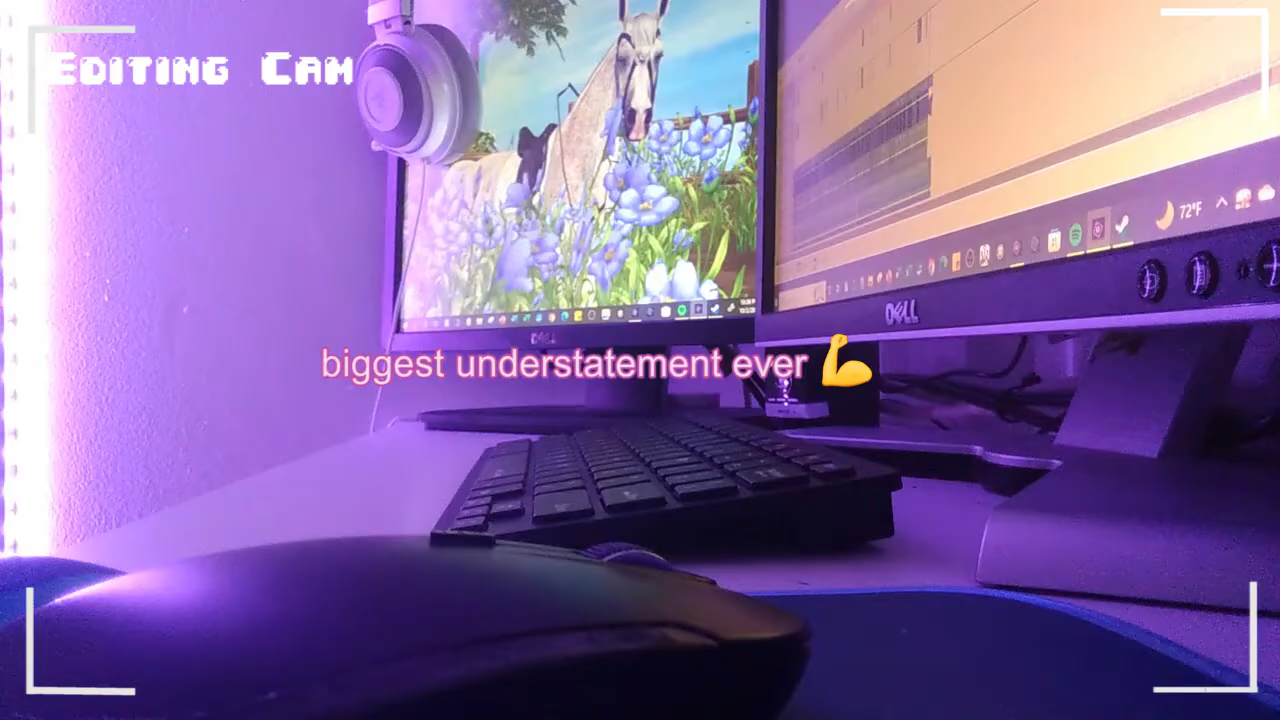 Editing Cam
72°F
DELL
DELL
biggest understatement ever 💪